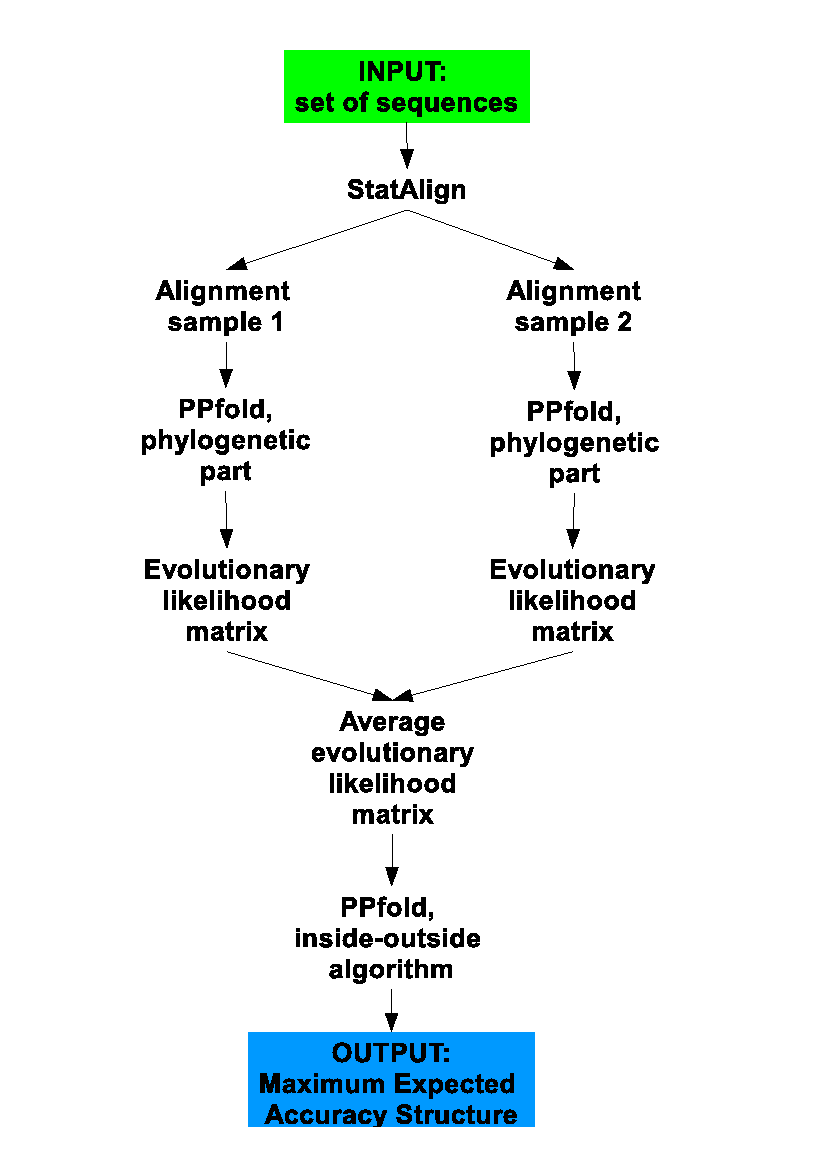 INPUT:
set of sequences
StatAlign
Alignment
sample 1
Alignment
sample 2
PPfold,
phylogenetic
part
PPfold,
phylogenetic
part
Evolutionary
likelihood
matrix
Evolutionary
likelihood
matrix
Average
evolutionary
likelihood
matrix
PPfold,
inside-outside
algorithm
OUTPUT:
Maximum Expected
Accuracy Structure